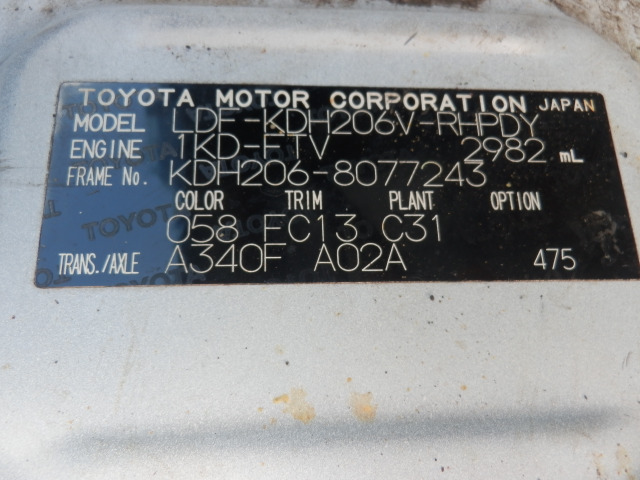 TOYOTA MOTOR CORPORATION JAPAN
MODEL LDF-KDH206V-RHPDY
ENGINE 1KD-FTV 2982 mL
FRAME No. KDH206-8077243
COLOR TRIM PLANT OPTION
058 FC13 C31
TRANS./AXLE A340F A02A 475